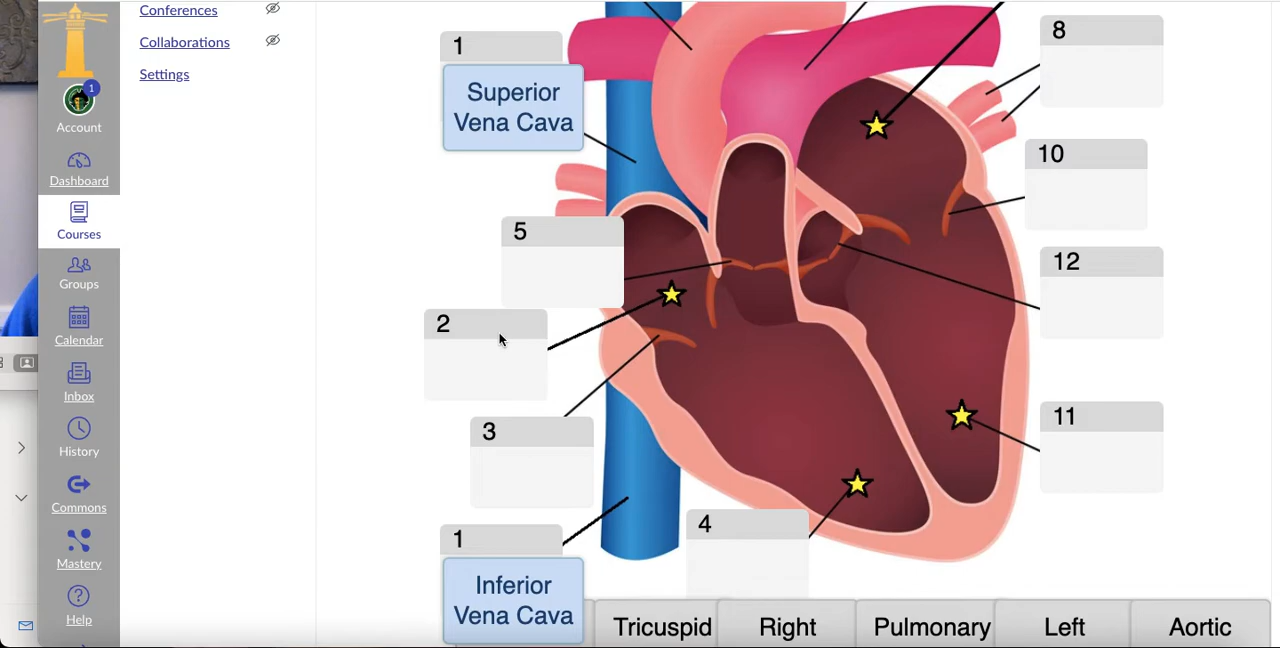 Conferences
Collaborations
Settings
1
Account
Dashboard
Courses
Groups
Calendar
Inbox
History
Commons
Mastery
Help
1
Superior
Vena Cava
8
10
5
12
2
11
3
4
1
Inferior
Vena Cava
Tricuspid
Right
Pulmonary
Left
Aortic